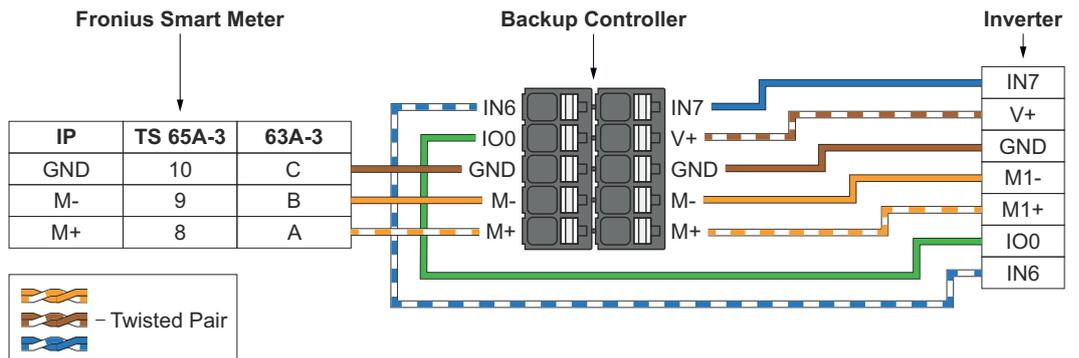 Fronius Smart Meter
Backup Controller
Inverter
IP TS 65A-3 63A-3
GND 10 C
M- 9 B
M+ 8 A
IN6
IO0
GND
M-
M+
IN7
V+
GND
M-
M+
IN7
V+
GND
M1-
M1+
IO0
IN6
– Twisted Pair